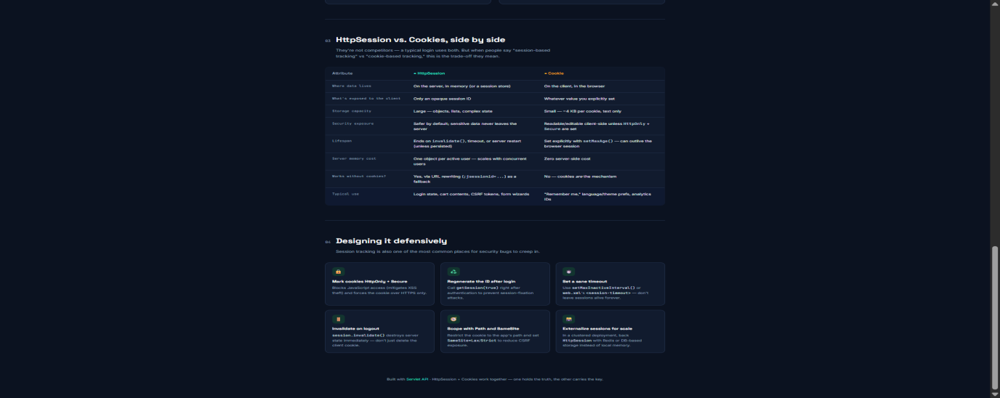 03 HttpSession vs. Cookies, side by side
They're not competitors — a typical login uses both. But when people say "session-based
tracking" vs "cookie-based tracking," this is the trade-off they mean.
Attribute HttpSession Cookie
Where data lives On the server, in memory (or a session store) On the client, in the browser
What's exposed to the client Only an opaque session ID Whatever value you explicitly set
Storage capacity Large — objects, lists, complex state Small — ~4 KB per cookie, text only
Security exposure Safer by default; sensitive data never leaves the Readable/editable client-side unless HttpOnly +
server Secure are set
Lifespan Ends on invalidate(), timeout, or server restart Set explicitly with setMaxAge() — can outlive the
(unless persisted) browser session
Server memory cost One object per active user — scales with concurrent Zero server-side cost
users
Works without cookies? Yes, via URL rewriting (;jsessionid=...) as a No — cookies are the mechanism
fallback
Typical use Login state, cart contents, CSRF tokens, form wizards "Remember me," language/theme prefs, analytics
IDs
04 Designing it defensively
Session tracking is also one of the most common places for security bugs to creep in.
Mark cookies HttpOnly + Secure
Blocks JavaScript access (mitigates XSS
theft) and forces the cookie over HTTPS only.
Regenerate the ID after login
Call getSession(true) right after
authentication to prevent session-fixation
attacks.
Set a sane timeout
Use setMaxInactiveInterval() or
web.xml's <session-timeout> — don't
leave sessions alive forever.
Invalidate on logout
session.invalidate() destroys server
state immediately — don't just delete the
client cookie.
Scope with Path and SameSite
Restrict the cookie to the app's path and set
SameSite=Lax/Strict to reduce CSRF
exposure.
Externalize sessions for scale
In a clustered deployment, back
HttpSession with Redis or DB-based
storage instead of local memory.
Built with Servlet API · HttpSession + Cookies work together — one holds the truth, the other carries the key.